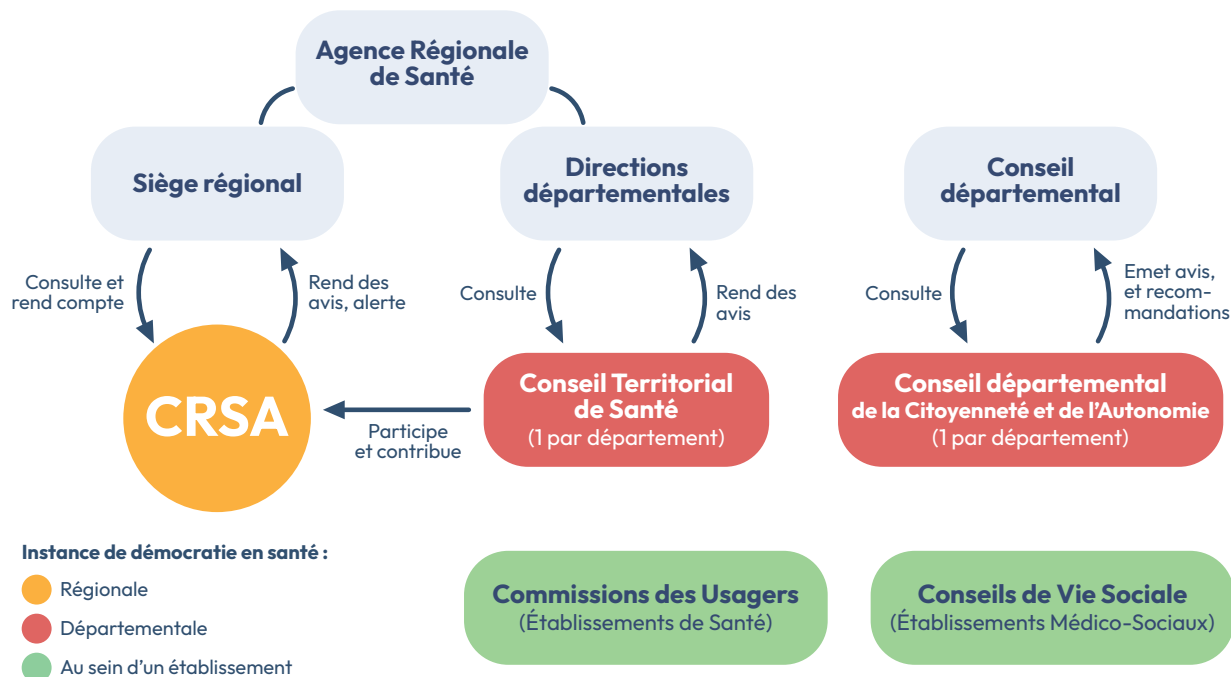 Agence Régionale
de Santé
Siège régional
Directions
départementales
Conseil
départemental
Consulte et
rend compte
Rend des
avis, alerte
Consulte
Rend des
avis
Consulte
Emet avis,
et recom-
mandations
CRSA
Participe
et contribue
Conseil Territorial
de Santé
(1 par département)
Conseil départemental
de la Citoyenneté et de l'Autonomie
(1 par département)
Instance de démocratie en santé :
Régionale
Départementale
Au sein d'un établissement
Commissions des Usagers
(Établissements de Santé)
Conseils de Vie Sociale
(Établissements Médico-Sociaux)